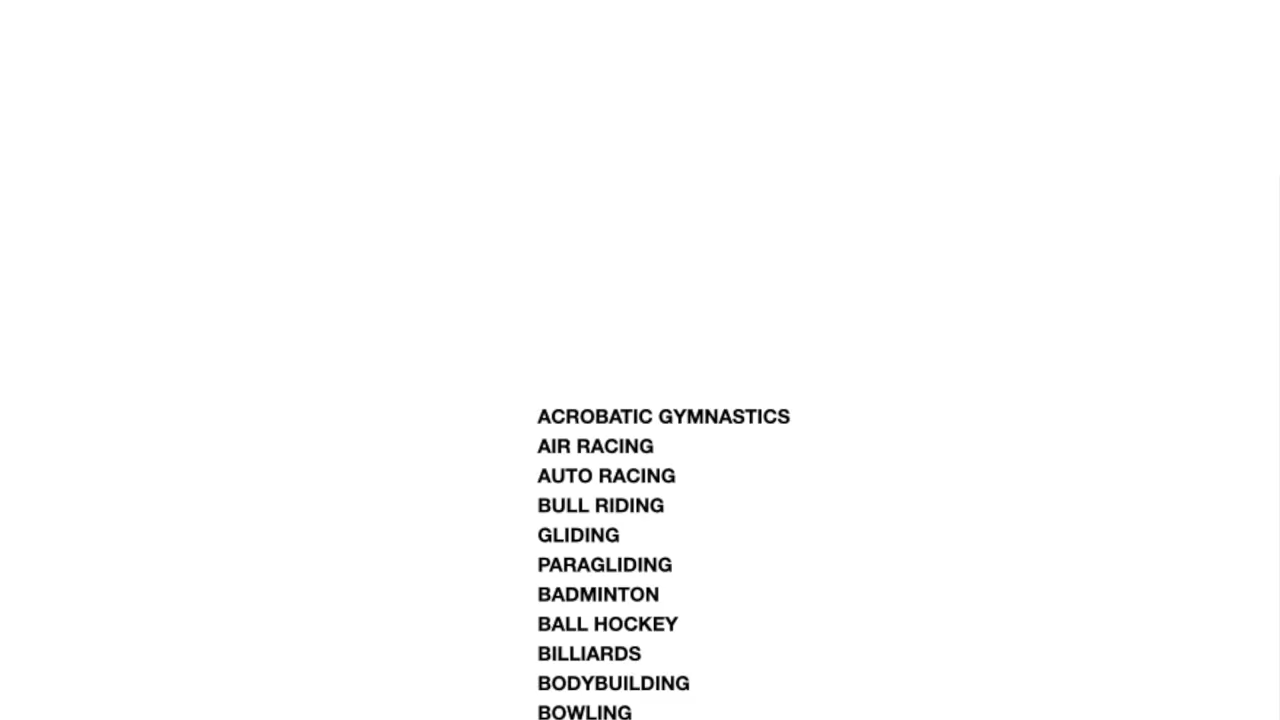 ACROBATIC GYMNASTICS
AIR RACING
AUTO RACING
BULL RIDING
GLIDING
PARAGLIDING
BADMINTON
BALL HOCKEY
BILLIARDS
BODYBUILDING
BOWLING